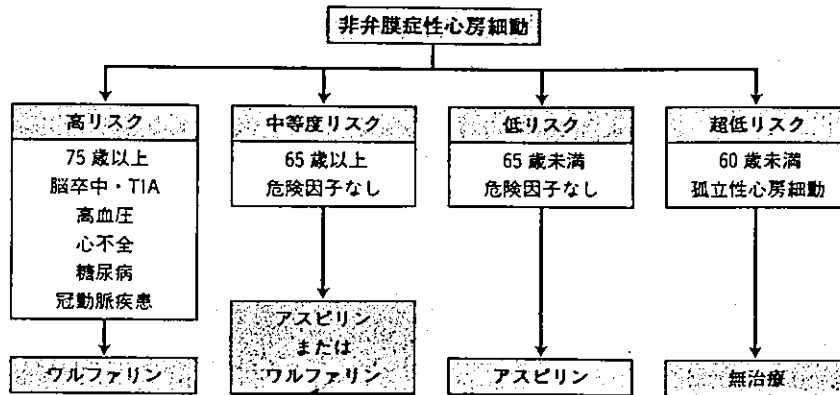 非弁膜症性心房細動
高リスク
75歳以上
脳卒中・TIA
高血圧
心不全
糖尿病
冠動脈疾患
ワルファリン
中等度リスク
65歳以上
危険因子なし
アスピリン
または
ワルファリン
低リスク
65歳未満
危険因子なし
アスピリン
超低リスク
60歳未満
孤立性心房細動
無治療